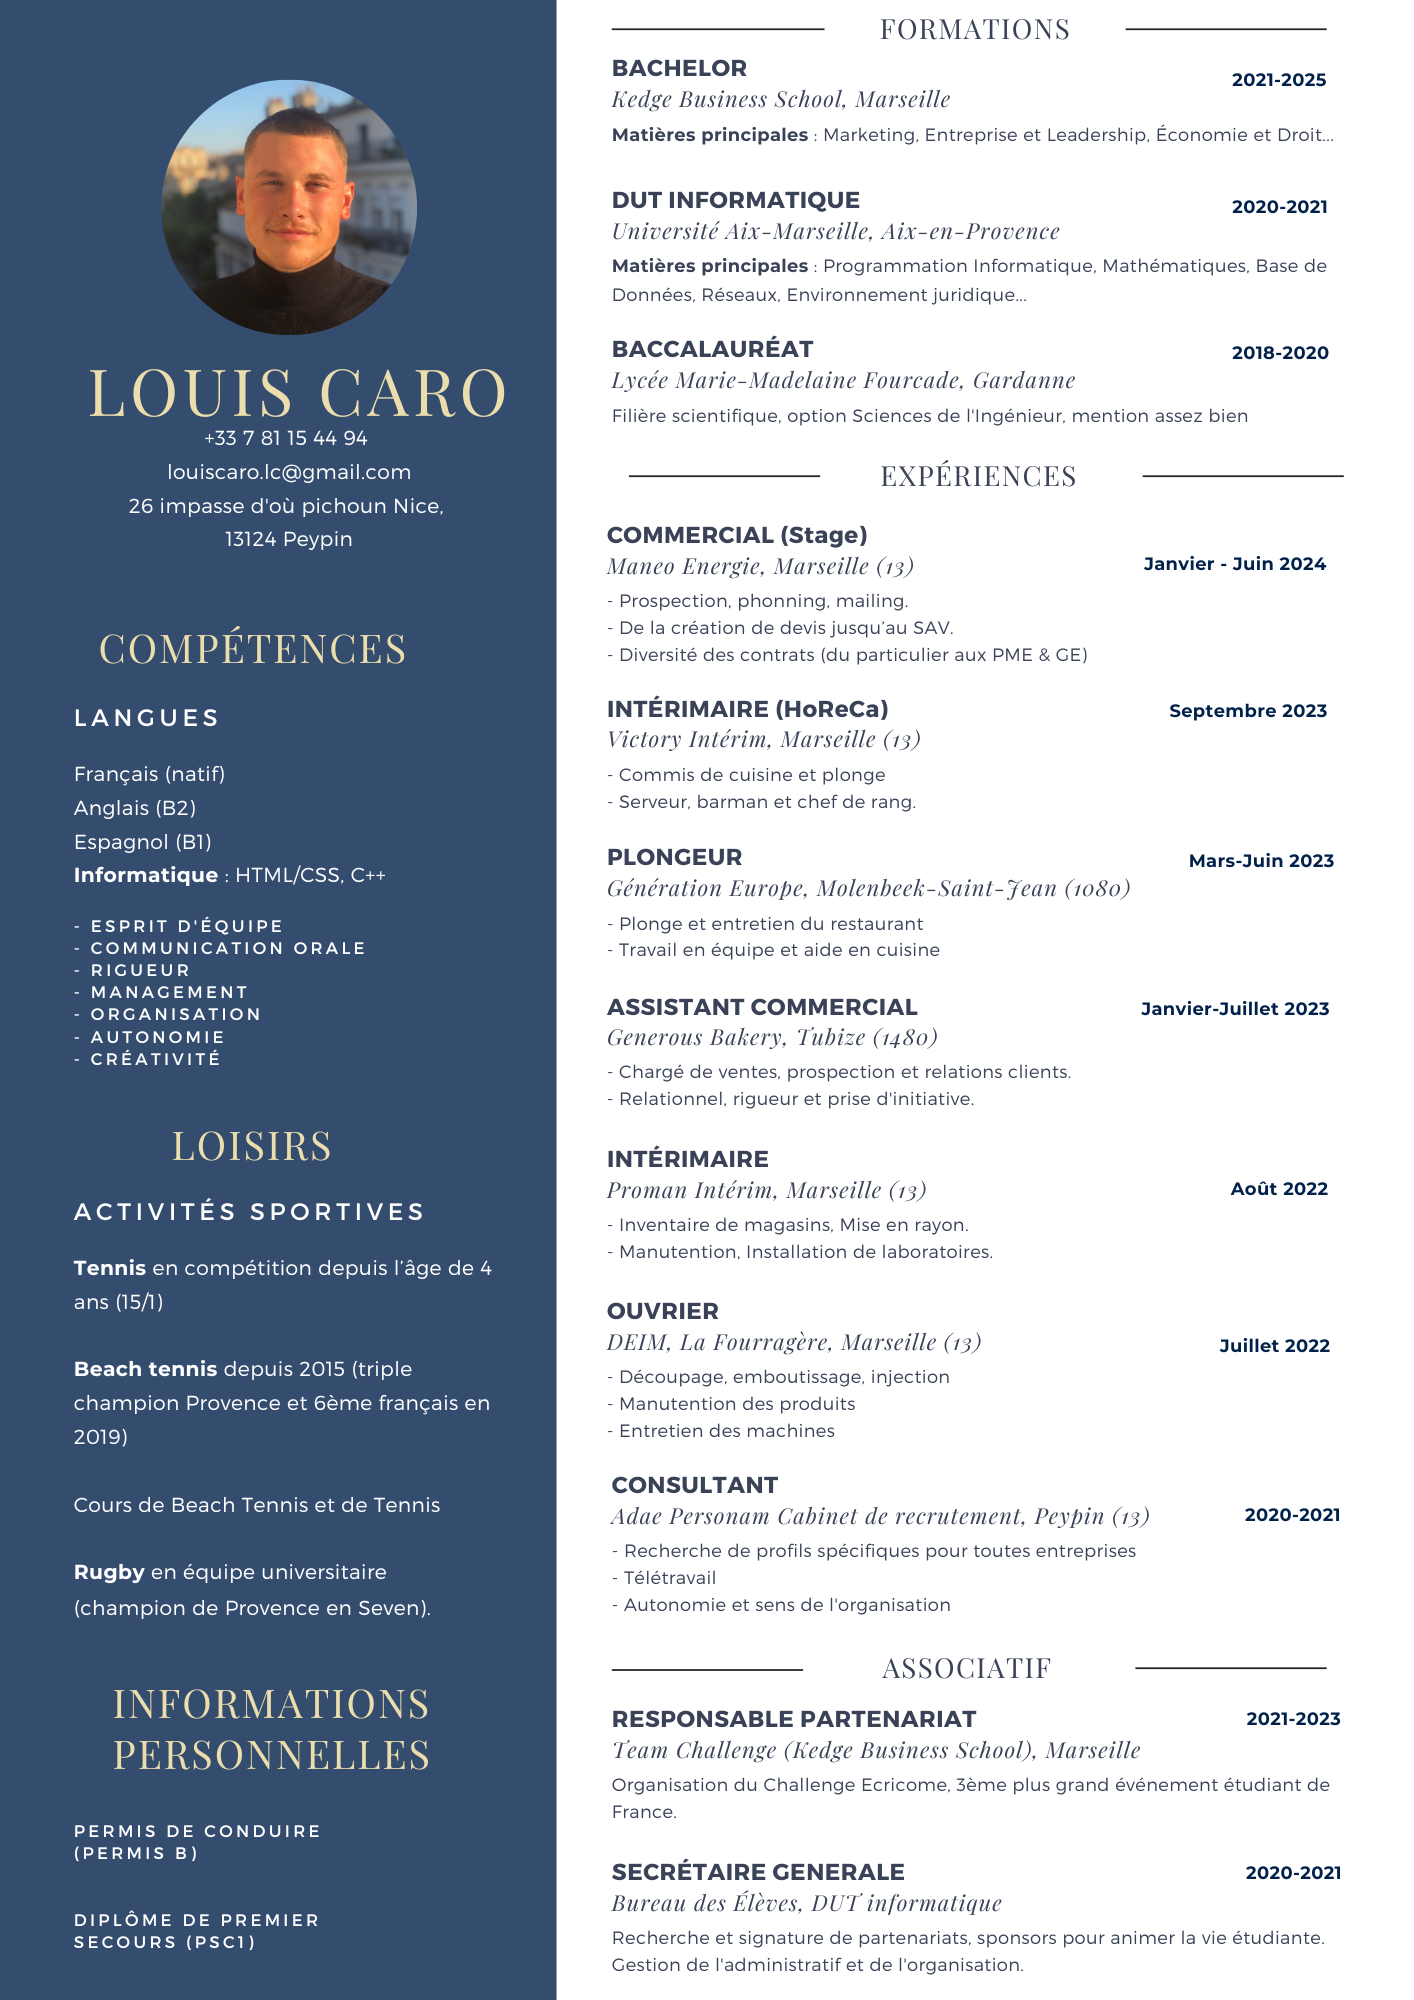 LOUIS CARO
+33 7 81 15 44 94
louiscaro.lc@gmail.com
26 impasse d'où pichoun Nice,
13124 Peypin
COMPÉTENCES
LANGUES
Français (natif)
Anglais (B2)
Espagnol (B1)
Informatique : HTML/CSS, C++
- ESPRIT D'ÉQUIPE
- COMMUNICATION ORALE
- RIGUEUR
- MANAGEMENT
- ORGANISATION
- AUTONOMIE
- CRÉATIVITÉ
LOISIRS
ACTIVITÉS SPORTIVES
Tennis en compétition depuis l’âge de 4
ans (15/1)
Beach tennis depuis 2015 (triple
champion Provence et 6ème français en
2019)
Cours de Beach Tennis et de Tennis
Rugby en équipe universitaire
(champion de Provence en Seven).
INFORMATIONS
PERSONNELLES
PERMIS DE CONDUIRE
(PERMIS B)
DIPLÔME DE PREMIER
SECOURS (PSC1)
FORMATIONS
BACHELOR
2021-2025
Kedge Business School, Marseille
Matières principales : Marketing, Entreprise et Leadership, Économie et Droit...
DUT INFORMATIQUE
2020-2021
Université Aix-Marseille, Aix-en-Provence
Matières principales : Programmation Informatique, Mathématiques, Base de
Données, Réseaux, Environnement juridique...
BACCALAURÉAT
2018-2020
Lycée Marie-Madelaine Fourcade, Gardanne
Filière scientifique, option Sciences de l'Ingénieur, mention assez bien
EXPÉRIENCES
COMMERCIAL (Stage)
Maneo Energie, Marseille (13)
Janvier - Juin 2024
- Prospection, phonning, mailing.
- De la création de devis jusqu’au SAV.
- Diversité des contrats (du particulier aux PME & GE)
INTÉRIMAIRE (HoReCa)
Septembre 2023
Victory Intérim, Marseille (13)
- Commis de cuisine et plonge
- Serveur, barman et chef de rang.
PLONGEUR
Mars-Juin 2023
Génération Europe, Molenbeek-Saint-Jean (1080)
- Plonge et entretien du restaurant
- Travail en équipe et aide en cuisine
ASSISTANT COMMERCIAL
Janvier-Juillet 2023
Generous Bakery, Tubize (1480)
- Chargé de ventes, prospection et relations clients.
- Relationnel, rigueur et prise d'initiative.
INTÉRIMAIRE
Proman Intérim, Marseille (13)
Août 2022
- Inventaire de magasins, Mise en rayon.
- Manutention, Installation de laboratoires.
OUVRIER
DEIM, La Fourragère, Marseille (13)
Juillet 2022
- Découpage, emboutissage, injection
- Manutention des produits
- Entretien des machines
CONSULTANT
Adae Personam Cabinet de recrutement, Peypin (13)
2020-2021
- Recherche de profils spécifiques pour toutes entreprises
- Télétravail
- Autonomie et sens de l'organisation
ASSOCIATIF
RESPONSABLE PARTENARIAT
2021-2023
Team Challenge (Kedge Business School), Marseille
Organisation du Challenge Ecricome, 3ème plus grand événement étudiant de
France.
SECRÉTAIRE GENERALE
2020-2021
Bureau des Élèves, DUT informatique
Recherche et signature de partenariats, sponsors pour animer la vie étudiante.
Gestion de l'administratif et de l'organisation.